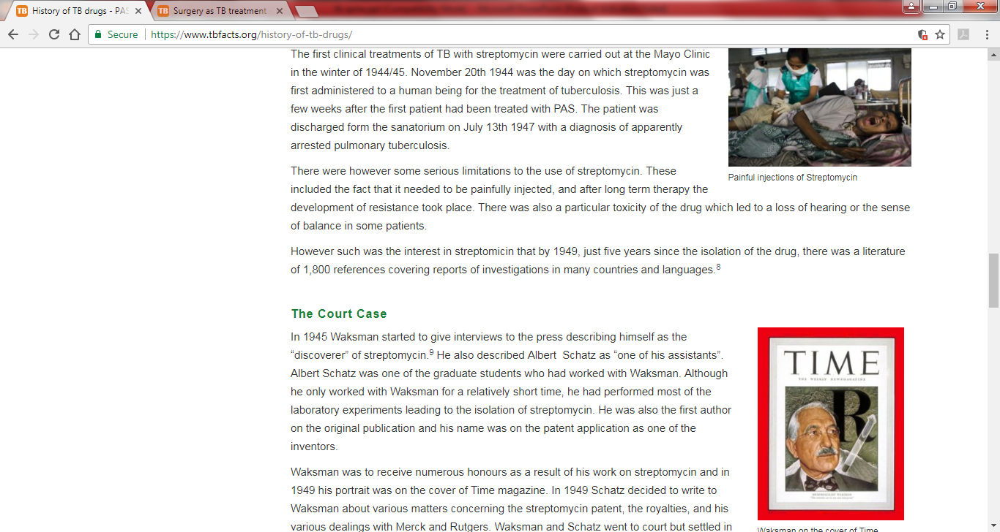 TB History of TB drugs - PAS
TB Surgery as TB treatment
Secure https://www.tbfacts.org/history-of-tb-drugs/
The first clinical treatments of TB with streptomycin were carried out at the Mayo Clinic
in the winter of 1944/45. November 20th 1944 was the day on which streptomycin was
first administered to a human being for the treatment of tuberculosis. This was just a
few weeks after the first patient had been treated with PAS. The patient was
discharged form the sanatorium on July 13th 1947 with a diagnosis of apparently
arrested pulmonary tuberculosis.
Painful injections of Streptomycin
There were however some serious limitations to the use of streptomycin. These
included the fact that it needed to be painfully injected, and after long term therapy the
development of resistance took place. There was also a particular toxicity of the drug which led to a loss of hearing or the sense
of balance in some patients.
However such was the interest in streptomicin that by 1949, just five years since the isolation of the drug, there was a literature
of 1,800 references covering reports of investigations in many countries and languages.8
The Court Case
In 1945 Waksman started to give interviews to the press describing himself as the
“discoverer” of streptomycin.9 He also described Albert  Schatz as “one of his assistants”.
Albert Schatz was one of the graduate students who had worked with Waksman. Although
he only worked with Waksman for a relatively short time, he had performed most of the
laboratory experiments leading to the isolation of streptomycin. He was also the first author
on the original publication and his name was on the patent application as one of the
inventors.
Waksman was to receive numerous honours as a result of his work on streptomycin and in
1949 his portrait was on the cover of Time magazine. In 1949 Schatz decided to write to
Waksman about various matters concerning the streptomycin patent, the royalties, and his
various dealings with Merck and Rutgers. Waksman and Schatz went to court but settled in
TIME
THE WEEKLY NEWSMAGAZINE
R
Waksman on the cover of Time